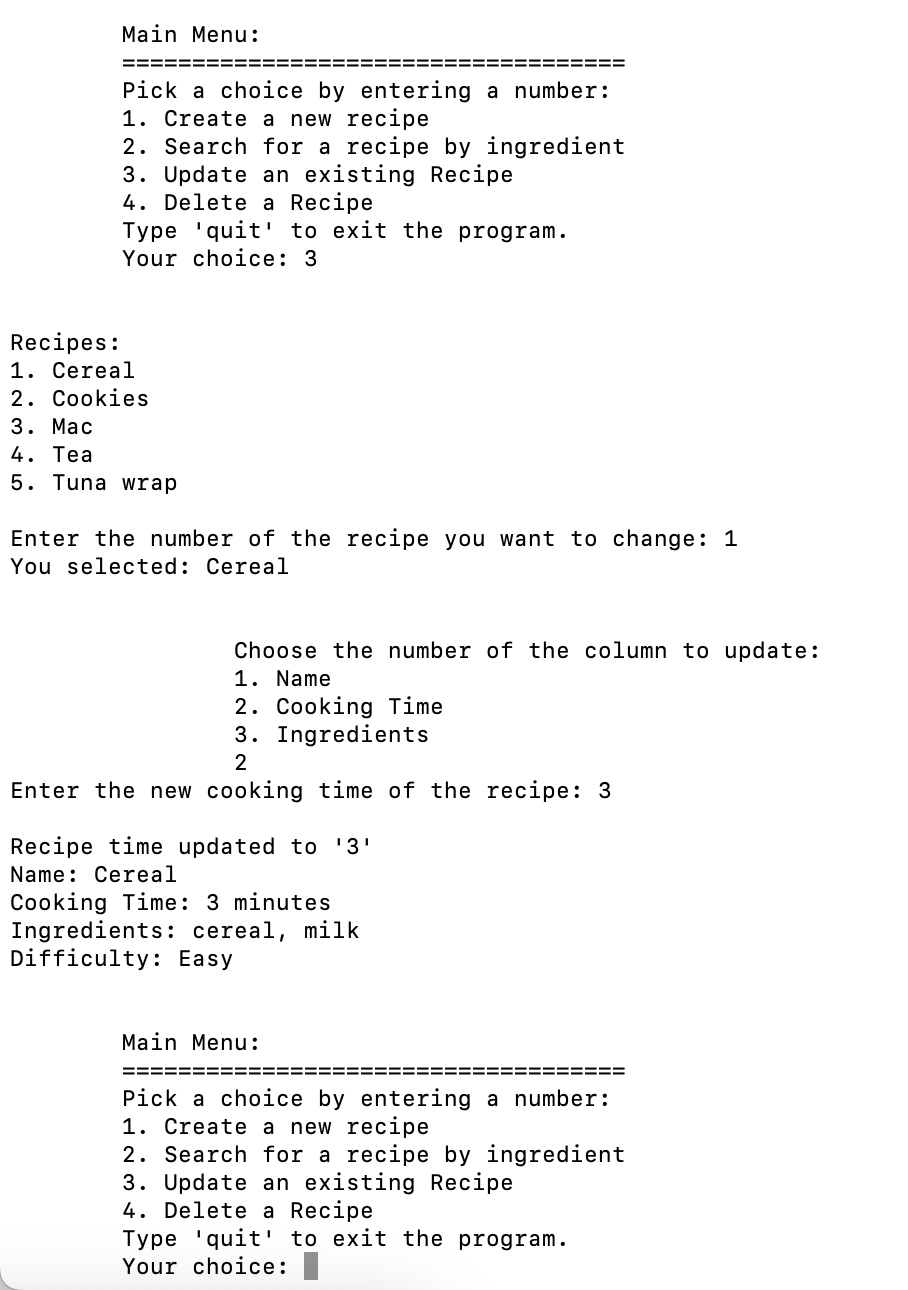 Main Menu:
====================================
Pick a choice by entering a number:
1. Create a new recipe
2. Search for a recipe by ingredient
3. Update an existing Recipe
4. Delete a Recipe
Type 'quit' to exit the program.
Your choice: 3
Recipes:
1. Cereal
2. Cookies
3. Mac
4. Tea
5. Tuna wrap
Enter the number of the recipe you want to change: 1
You selected: Cereal
Choose the number of the column to update:
1. Name
2. Cooking Time
3. Ingredients
2
Enter the new cooking time of the recipe: 3
Recipe time updated to '3'
Name: Cereal
Cooking Time: 3 minutes
Ingredients: cereal, milk
Difficulty: Easy
Main Menu:
====================================
Pick a choice by entering a number:
1. Create a new recipe
2. Search for a recipe by ingredient
3. Update an existing Recipe
4. Delete a Recipe
Type 'quit' to exit the program.
Your choice: